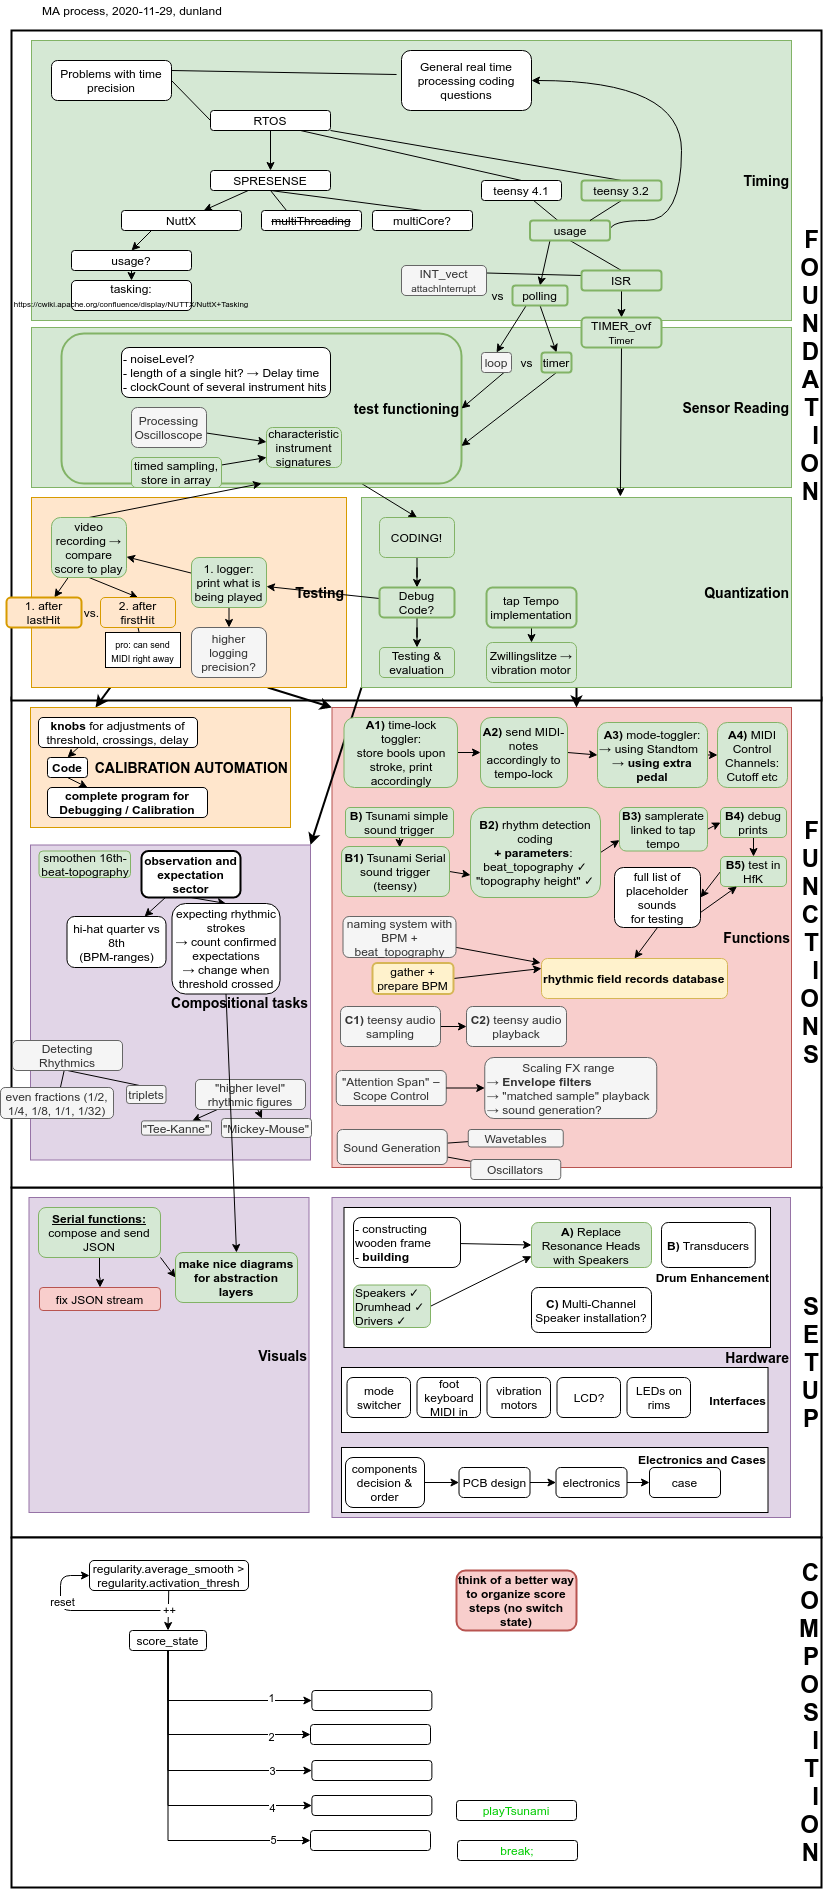 MA process, 2020-11-29, dunland
Problems with time
precision
General real time
processing coding
questions
RTOS
SPRESENSE
teensy 4.1
teensy 3.2
Timing
NuttX
multiThreading
multiCore?
usage
usage?
INT_vect
attachInterrupt
ISR
tasking:
https://cwiki.apache.org/confluence/display/NUTTX/NuttX+Tasking
vs
polling
TIMER_ovf
Timer
FOUNDATION
- noiseLevel?
- length of a single hit? → Delay time
- clockCount of several instrument hits
loop
vs
timer
test functioning
Sensor Reading
Processing
Oscilloscope
characteristic
instrument
signatures
timed sampling,
store in array
video
recording →
compare
score to play
1. logger:
print what is
being played
Testing
1. after
lastHit
vs.
2. after
firstHit
pro: can send
MIDI right away
higher
logging
precision?
CODING!
Debug
Code?
tap Tempo
implementation
Quantization
Testing &
evaluation
Zwillingslitze →
vibration motor
knobs for adjustments of
threshold, crossings, delay
Code
CALIBRATION AUTOMATION
complete program for
Debugging / Calibration
A1) time-lock
toggler:
store bools upon
stroke, print
accordingly
A2) send MIDI-
notes
accordingly to
tempo-lock
A3) mode-toggler:
→ using Standtom
→ using extra
pedal
A4) MIDI
Control
Channels:
Cutoff etc
B) Tsunami simple
sound trigger
B1) Tsunami Serial
sound trigger
(teensy)
B2) rhythm detection
coding
+ parameters:
beat_topography ✓
"topography height" ✓
B3) samplerate
linked to tap
tempo
B4) debug
prints
B5) test in
HfK
full list of
placeholder
sounds
for testing
Functions
FUNCTIONS
smoothen 16th-
beat-topography
observation and
expectation
sector
hi-hat quarter vs
8th
(BPM-ranges)
expecting rhythmic
strokes
→ count confirmed
expectations
→ change when
threshold crossed
Compositional tasks
naming system with
BPM +
beat_topography
gather +
prepare BPM
rhythmic field records database
C1) teensy audio
sampling
C2) teensy audio
playback
Detecting
Rhythmics
even fractions (1/2,
1/4, 1/8, 1/1, 1/32)
triplets
"higher level"
rhythmic figures
"Tee-Kanne"
"Mickey-Mouse"
"Attention Span" –
Scope Control
Scaling FX range
→ Envelope filters
→ "matched sample" playback
→ sound generation?
Sound Generation
Wavetables
Oscillators
Serial functions:
compose and send
JSON
fix JSON stream
make nice diagrams
for abstraction
layers
Visuals
- constructing
wooden frame
- building
A) Replace
Resonance Heads
with Speakers
B) Transducers
Drum Enhancement
Speakers ✓
Drumhead ✓
Drivers ✓
C) Multi-Channel
Speaker installation?
Hardware
SETUP
mode
switcher
foot
keyboard
MIDI in
vibration
motors
LCD?
LEDs on
rims
Interfaces
Electronics and Cases
components
decision &
order
PCB design
electronics
case
regularity.average_smooth >
regularity.activation_thresh
reset
++
score_state
think of a better way
to organize score
steps (no switch
state)
COMPOSITION
1
2
3
4
5
playTsunami
break;